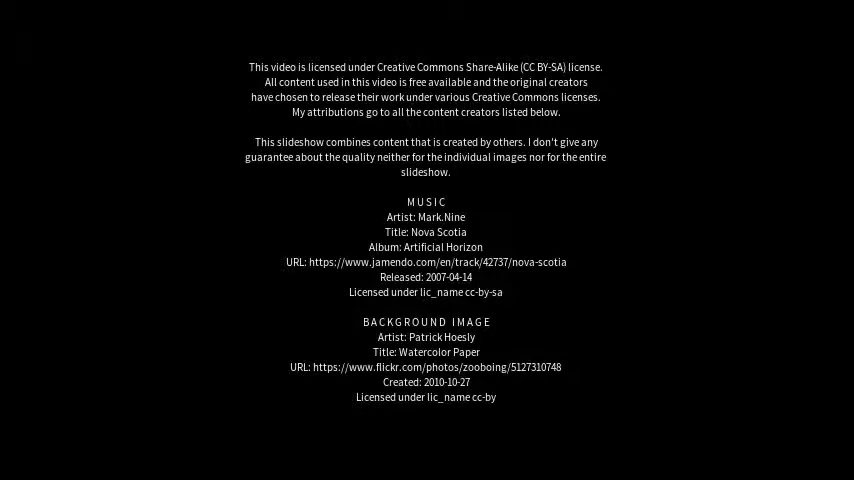 This video is licensed under Creative Commons Share-Alike (CC BY-SA) license.
All content used in this video is free available and the original creators
have chosen to release their work under various Creative Commons licenses.
My attributions go to all the content creators listed below.
This slideshow combines content that is created by others. I don't give any
guarantee about the quality neither for the individual images nor for the entire
slideshow.
MUSIC
Artist: Mark.Nine
Title: Nova Scotia
Album: Artificial Horizon
URL: https://www.jamendo.com/en/track/42737/nova-scotia
Released: 2007-04-14
Licensed under lic_name cc-by-sa
BACKGROUND IMAGE
Artist: Patrick Hoesly
Title: Watercolor Paper
URL: https://www.flickr.com/photos/zooboing/5127310748
Created: 2010-10-27
Licensed under lic_name cc-by